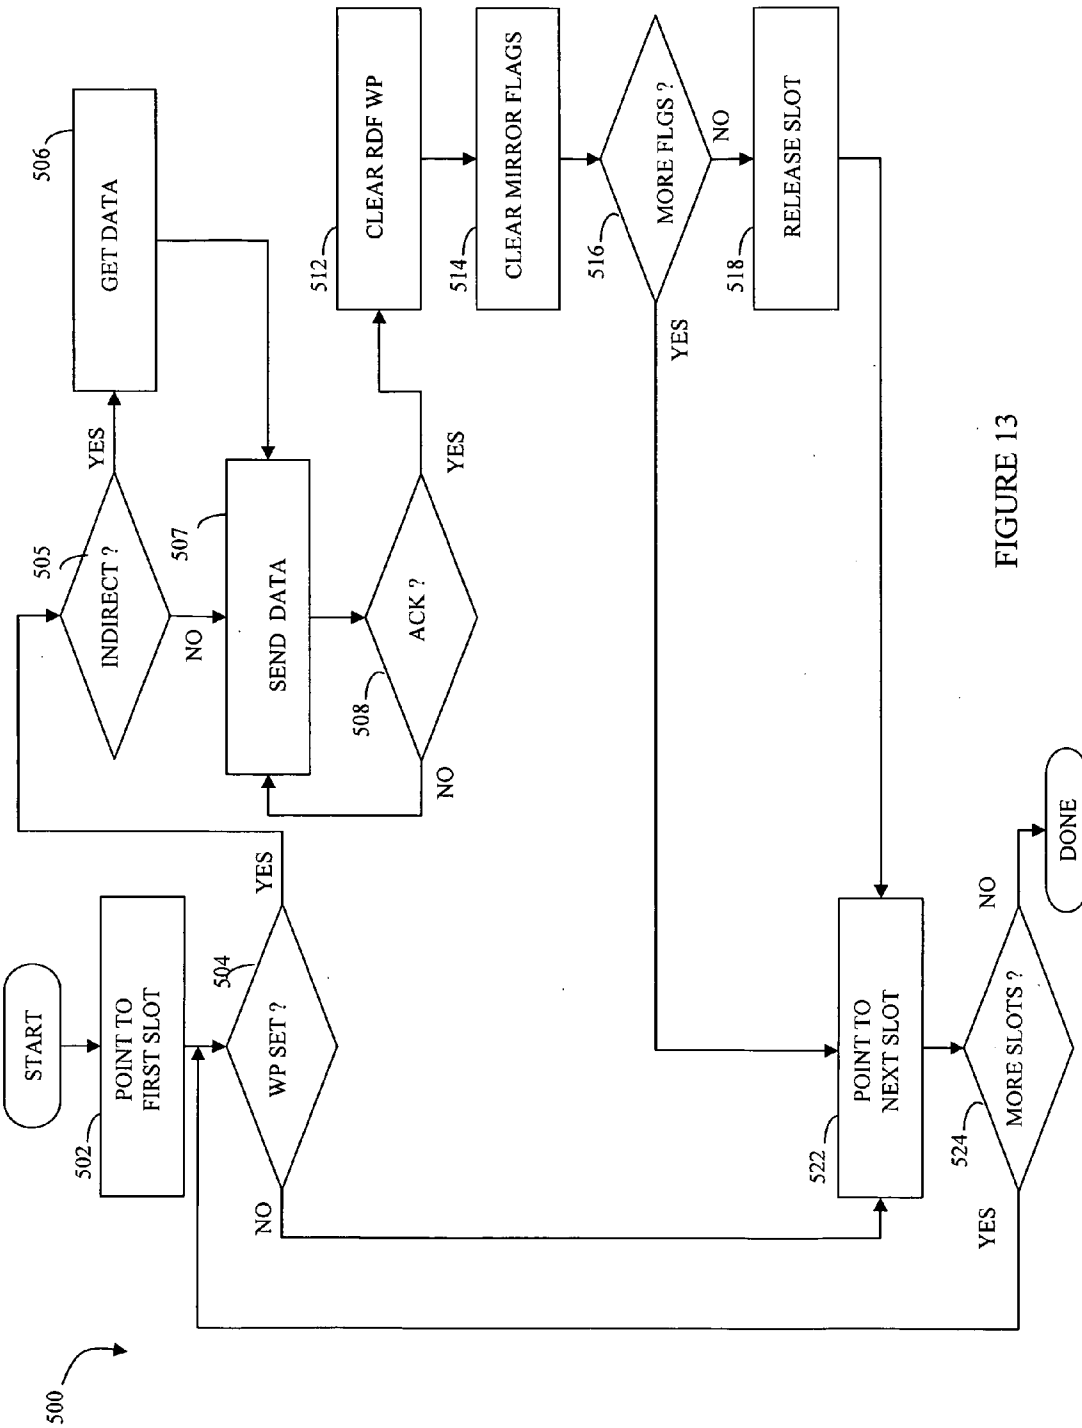 500
START
502
POINT TO
FIRST SLOT
504
WP SET ?
YES
NO
505
INDIRECT ?
YES
NO
506
GET DATA
507
SEND DATA
508
ACK ?
NO
YES
512
CLEAR RDF WP
514
CLEAR MIRROR FLAGS
516
MORE FLGS ?
YES
NO
518
RELEASE SLOT
522
POINT TO
NEXT SLOT
524
MORE SLOTS ?
YES
NO
DONE
FIGURE 13